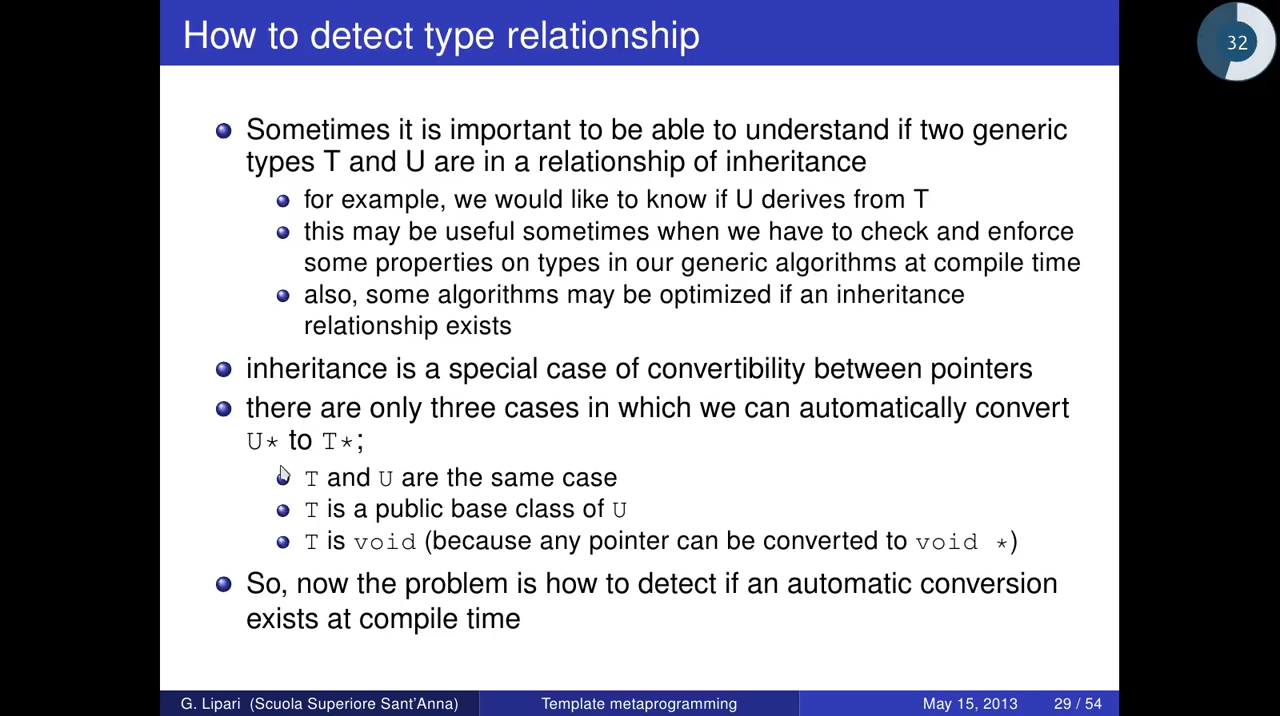 How to detect type relationship
32
Sometimes it is important to be able to understand if two generic
types T and U are in a relationship of inheritance
for example, we would like to know if U derives from T
this may be useful sometimes when we have to check and enforce
some properties on types in our generic algorithms at compile time
also, some algorithms may be optimized if an inheritance
relationship exists
inheritance is a special case of convertibility between pointers
there are only three cases in which we can automatically convert
U* to T*;
T and U are the same case
T is a public base class of U
T is void (because any pointer can be converted to void *)
So, now the problem is how to detect if an automatic conversion
exists at compile time
G. Lipari (Scuola Superiore Sant'Anna) Template metaprogramming May 15, 2013 29 / 54